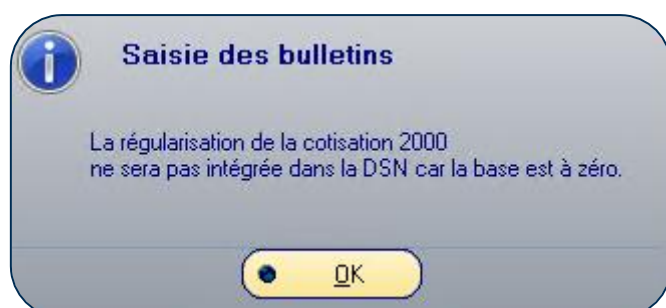 Saisie des bulletins
La régularisation de la cotisation 2000
ne sera pas intégrée dans la DSN car la base est à zéro.
OK